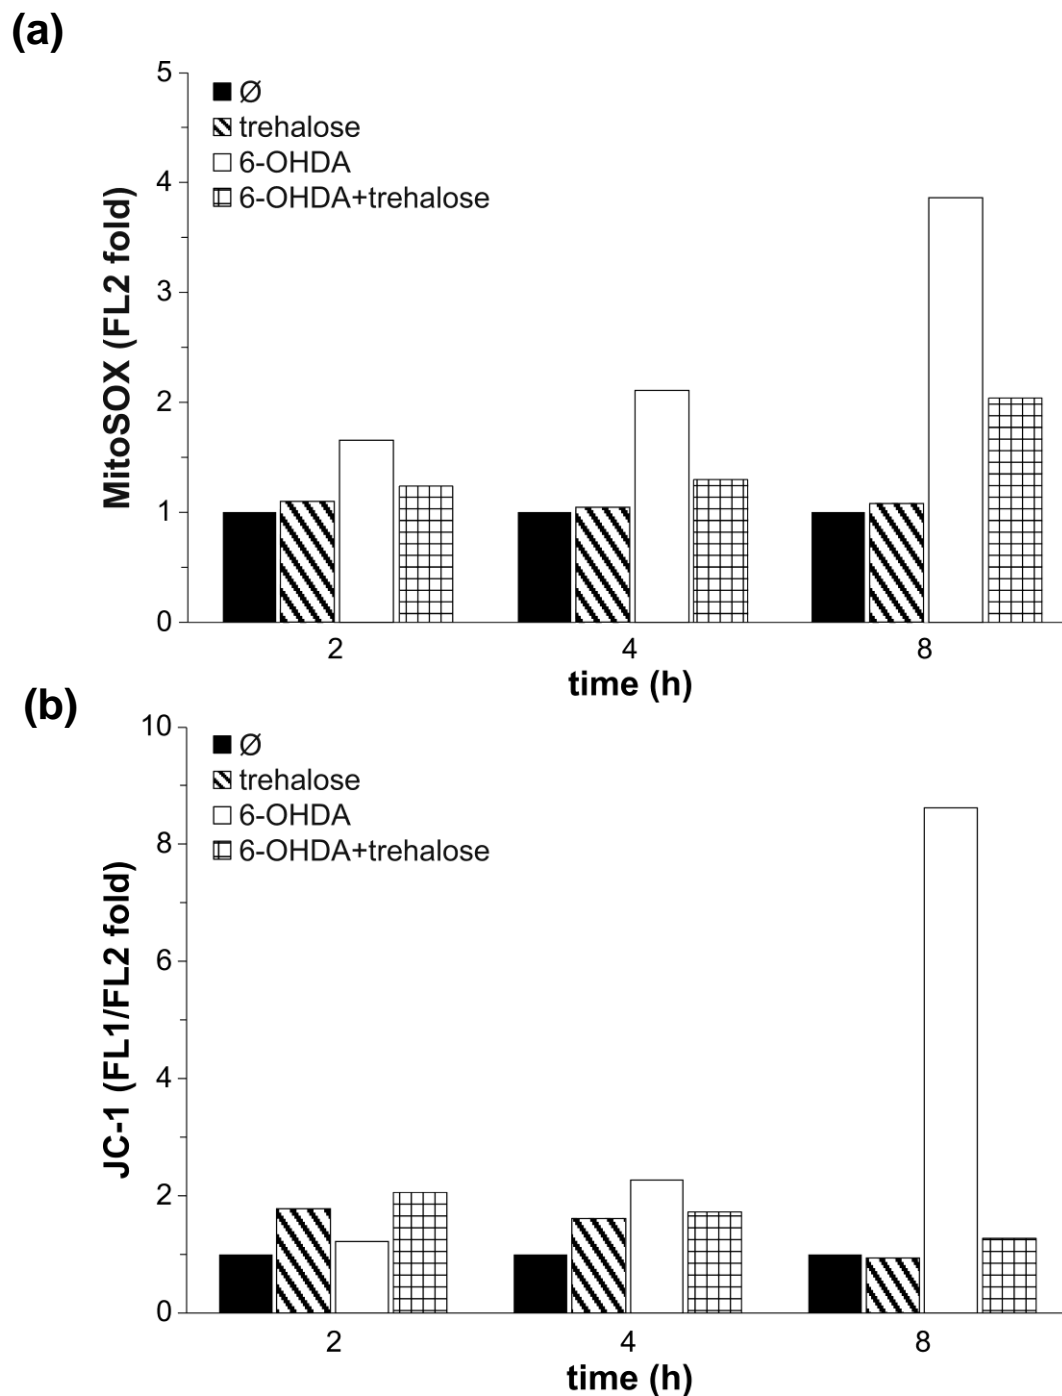 (a)
MitoSOX (FL2 fold)
5
4
3
2
1
0
Ø
trehalose
6-OHDA
6-OHDA+trehalose
2 4 8
time (h)
(b)
JC-1 (FL1/FL2 fold)
10
8
6
4
2
0
Ø
trehalose
6-OHDA
6-OHDA+trehalose
2 4 8
time (h)